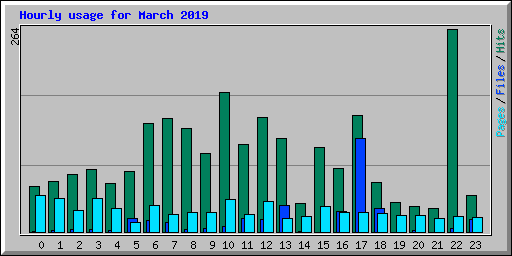 Hourly usage for March 2019
264
Pages/Files/Hits
0 1 2 3 4 5 6 7 8 9 10 11 12 13 14 15 16 17 18 19 20 21 22 23